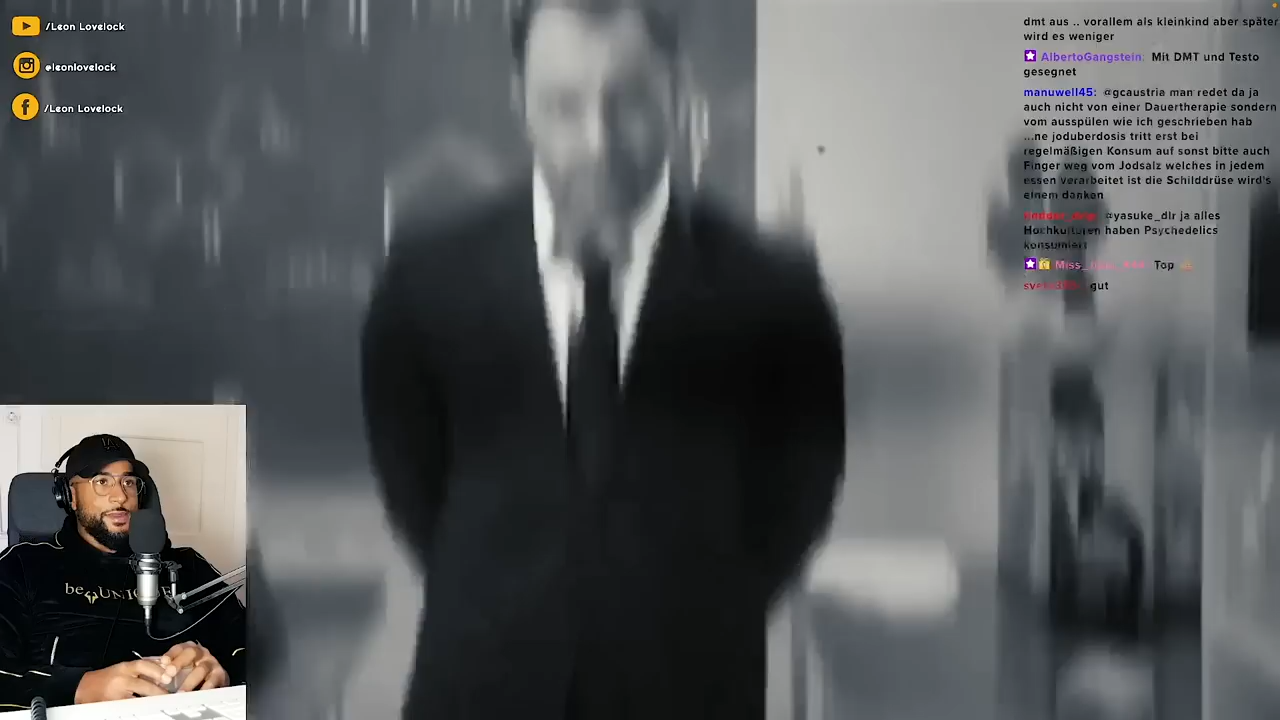 /Leon Lovelock
@leonlovelock
/Leon Lovelock
dmt aus .. vorallem als kleinkind aber später
wird es weniger
AlbertoGangstein: Mit DMT und Testo
gesegnet
manuwell45: @gcaustria man redet da ja
auch nicht von einer Dauertherapie sondern
vom ausspülen wie ich geschrieben hab
...ne joduberdosis tritt erst bei
regelmäßigen Konsum auf sonst bitte auch
Finger weg vom Jodsalz welches in jedem
essen verarbeitet ist die Schilddrüse wird's
einem danken
@yasuke_dlr ja alles
Hochkulturen haben Psychedelics
konsumiert
Top
gut
be UNIQUE